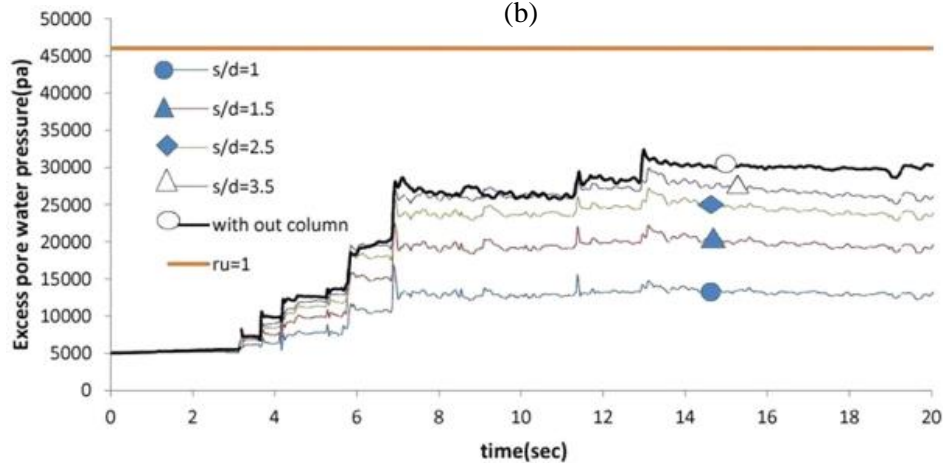 (b)
Excess pore water pressure(pa)
50000
45000
40000
35000
30000
25000
20000
15000
10000
5000
0
s/d=1
s/d=1.5
s/d=2.5
s/d=3.5
with out column
ru=1
0 2 4 6 8 10 12 14 16 18 20
time(sec)